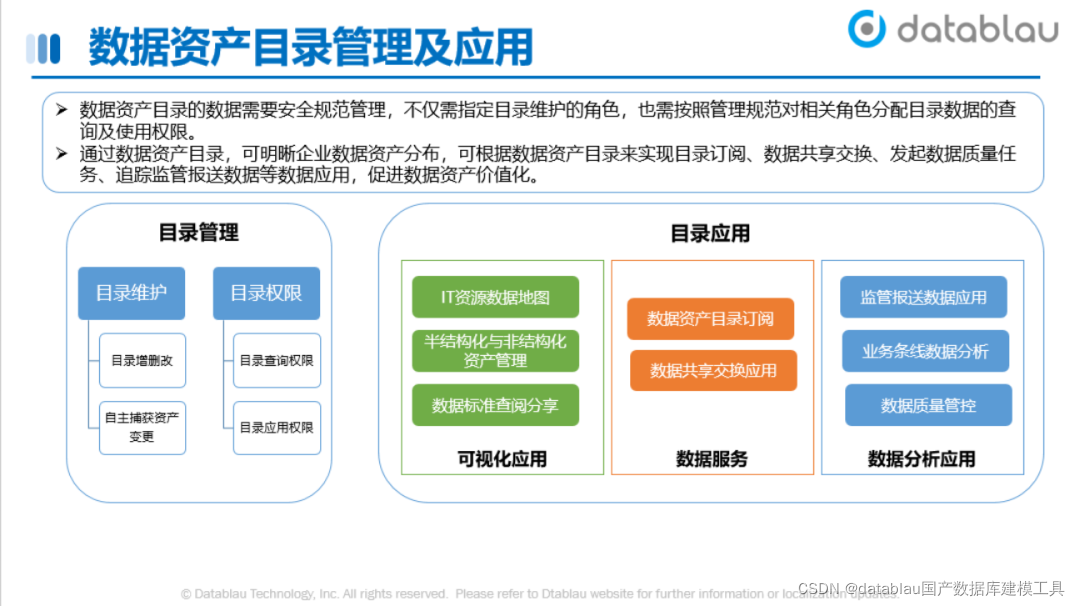 数据资产目录管理及应用
datablau
数据资产目录的数据需要安全规范管理，不仅需指定目录维护的角色，也需按照管理规范对相关角色分配目录数据的查
询及使用权限。
通过数据资产目录，可明晰企业数据资产分布，可根据数据资产目录来实现目录订阅、数据共享交换、发起数据质量任
务、追踪监管报送数据等数据应用，促进数据资产价值化。
目录管理
目录维护
目录权限
目录增删改
目录查询权限
自主捕获资产
变更
目录应用权限
目录应用
IT资源数据地图
半结构化与非结构化
资产管理
数据标准查阅分享
可视化应用
数据资产目录订阅
数据共享交换应用
数据服务
监管报送数据应用
业务条线数据分析
数据质量管控
数据分析应用
© Datablau Technology, Inc. All rights reserved. Please refer to Dtablau website for further information or localization updates.
CSDN @datablau国产数据库建模工具